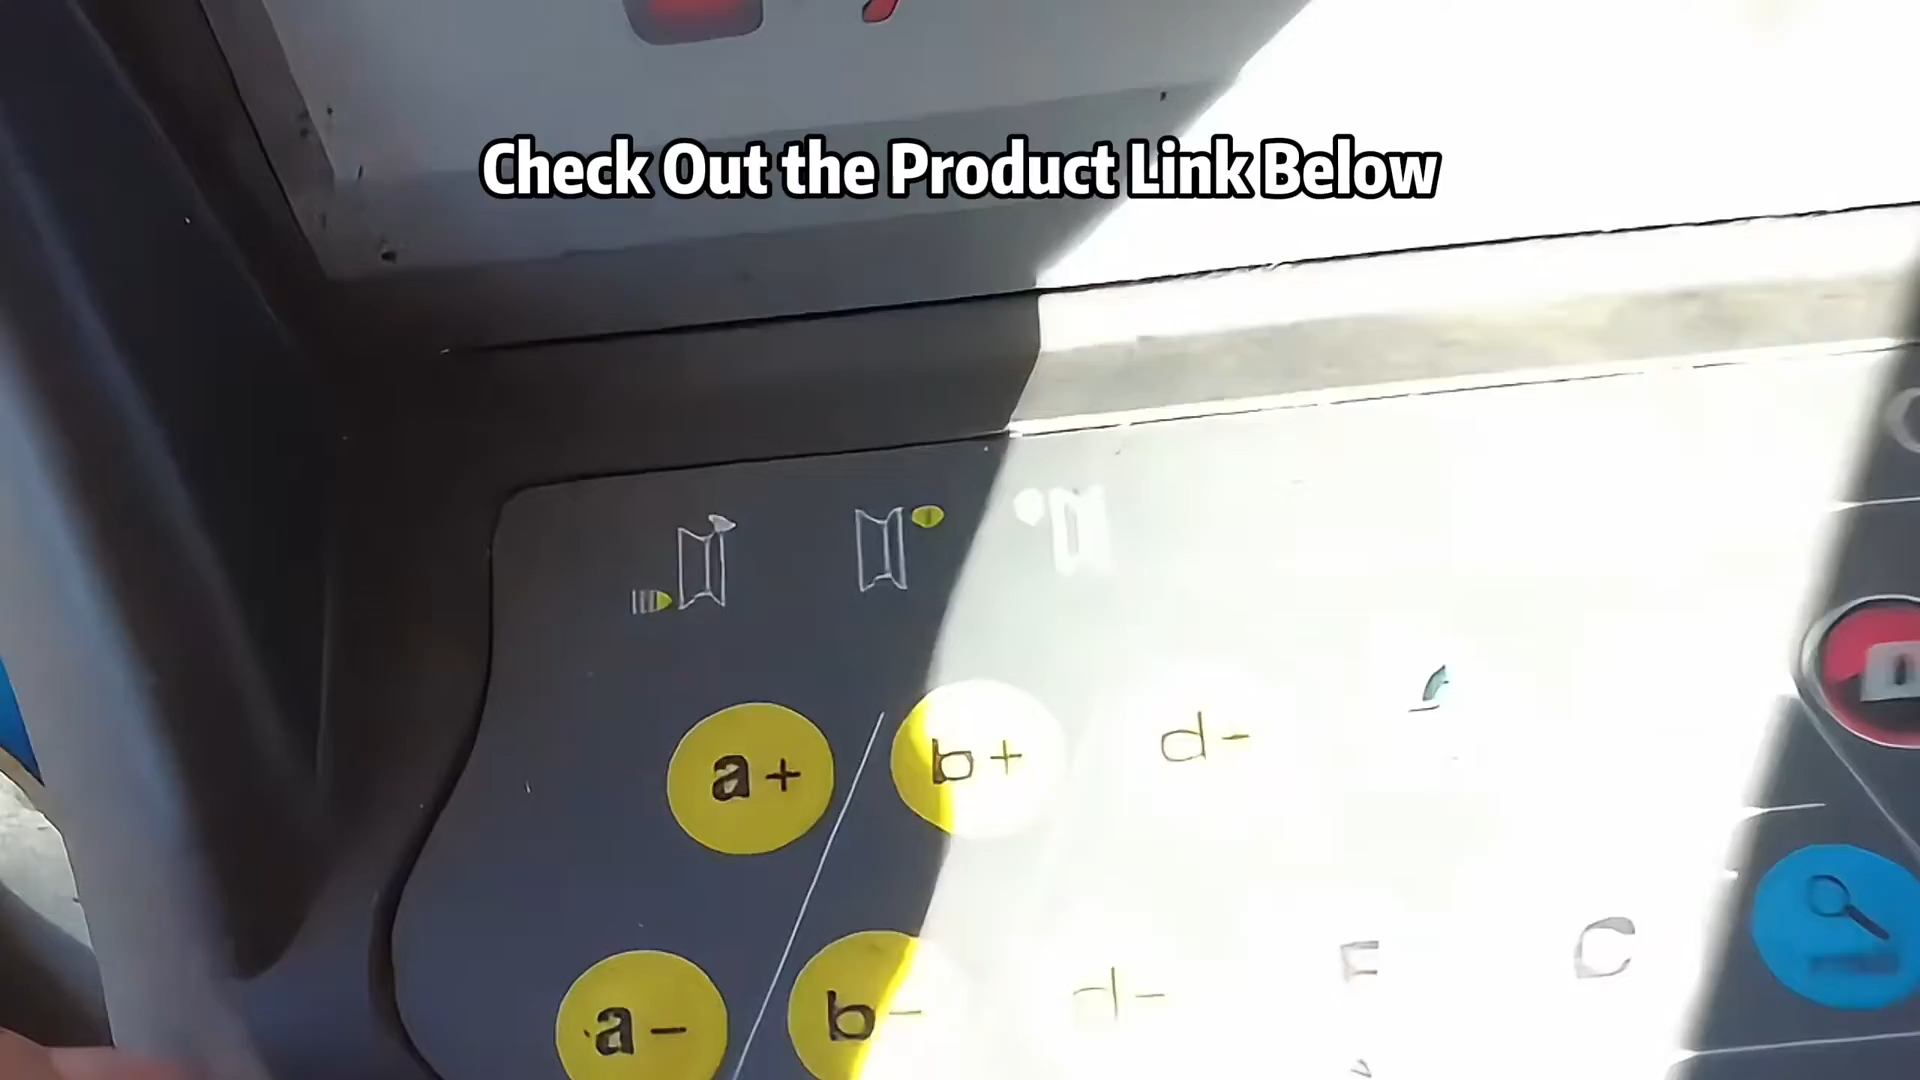 Check Out the Product Link Below
a+
b+
d-
a-
b-
d-
F
C